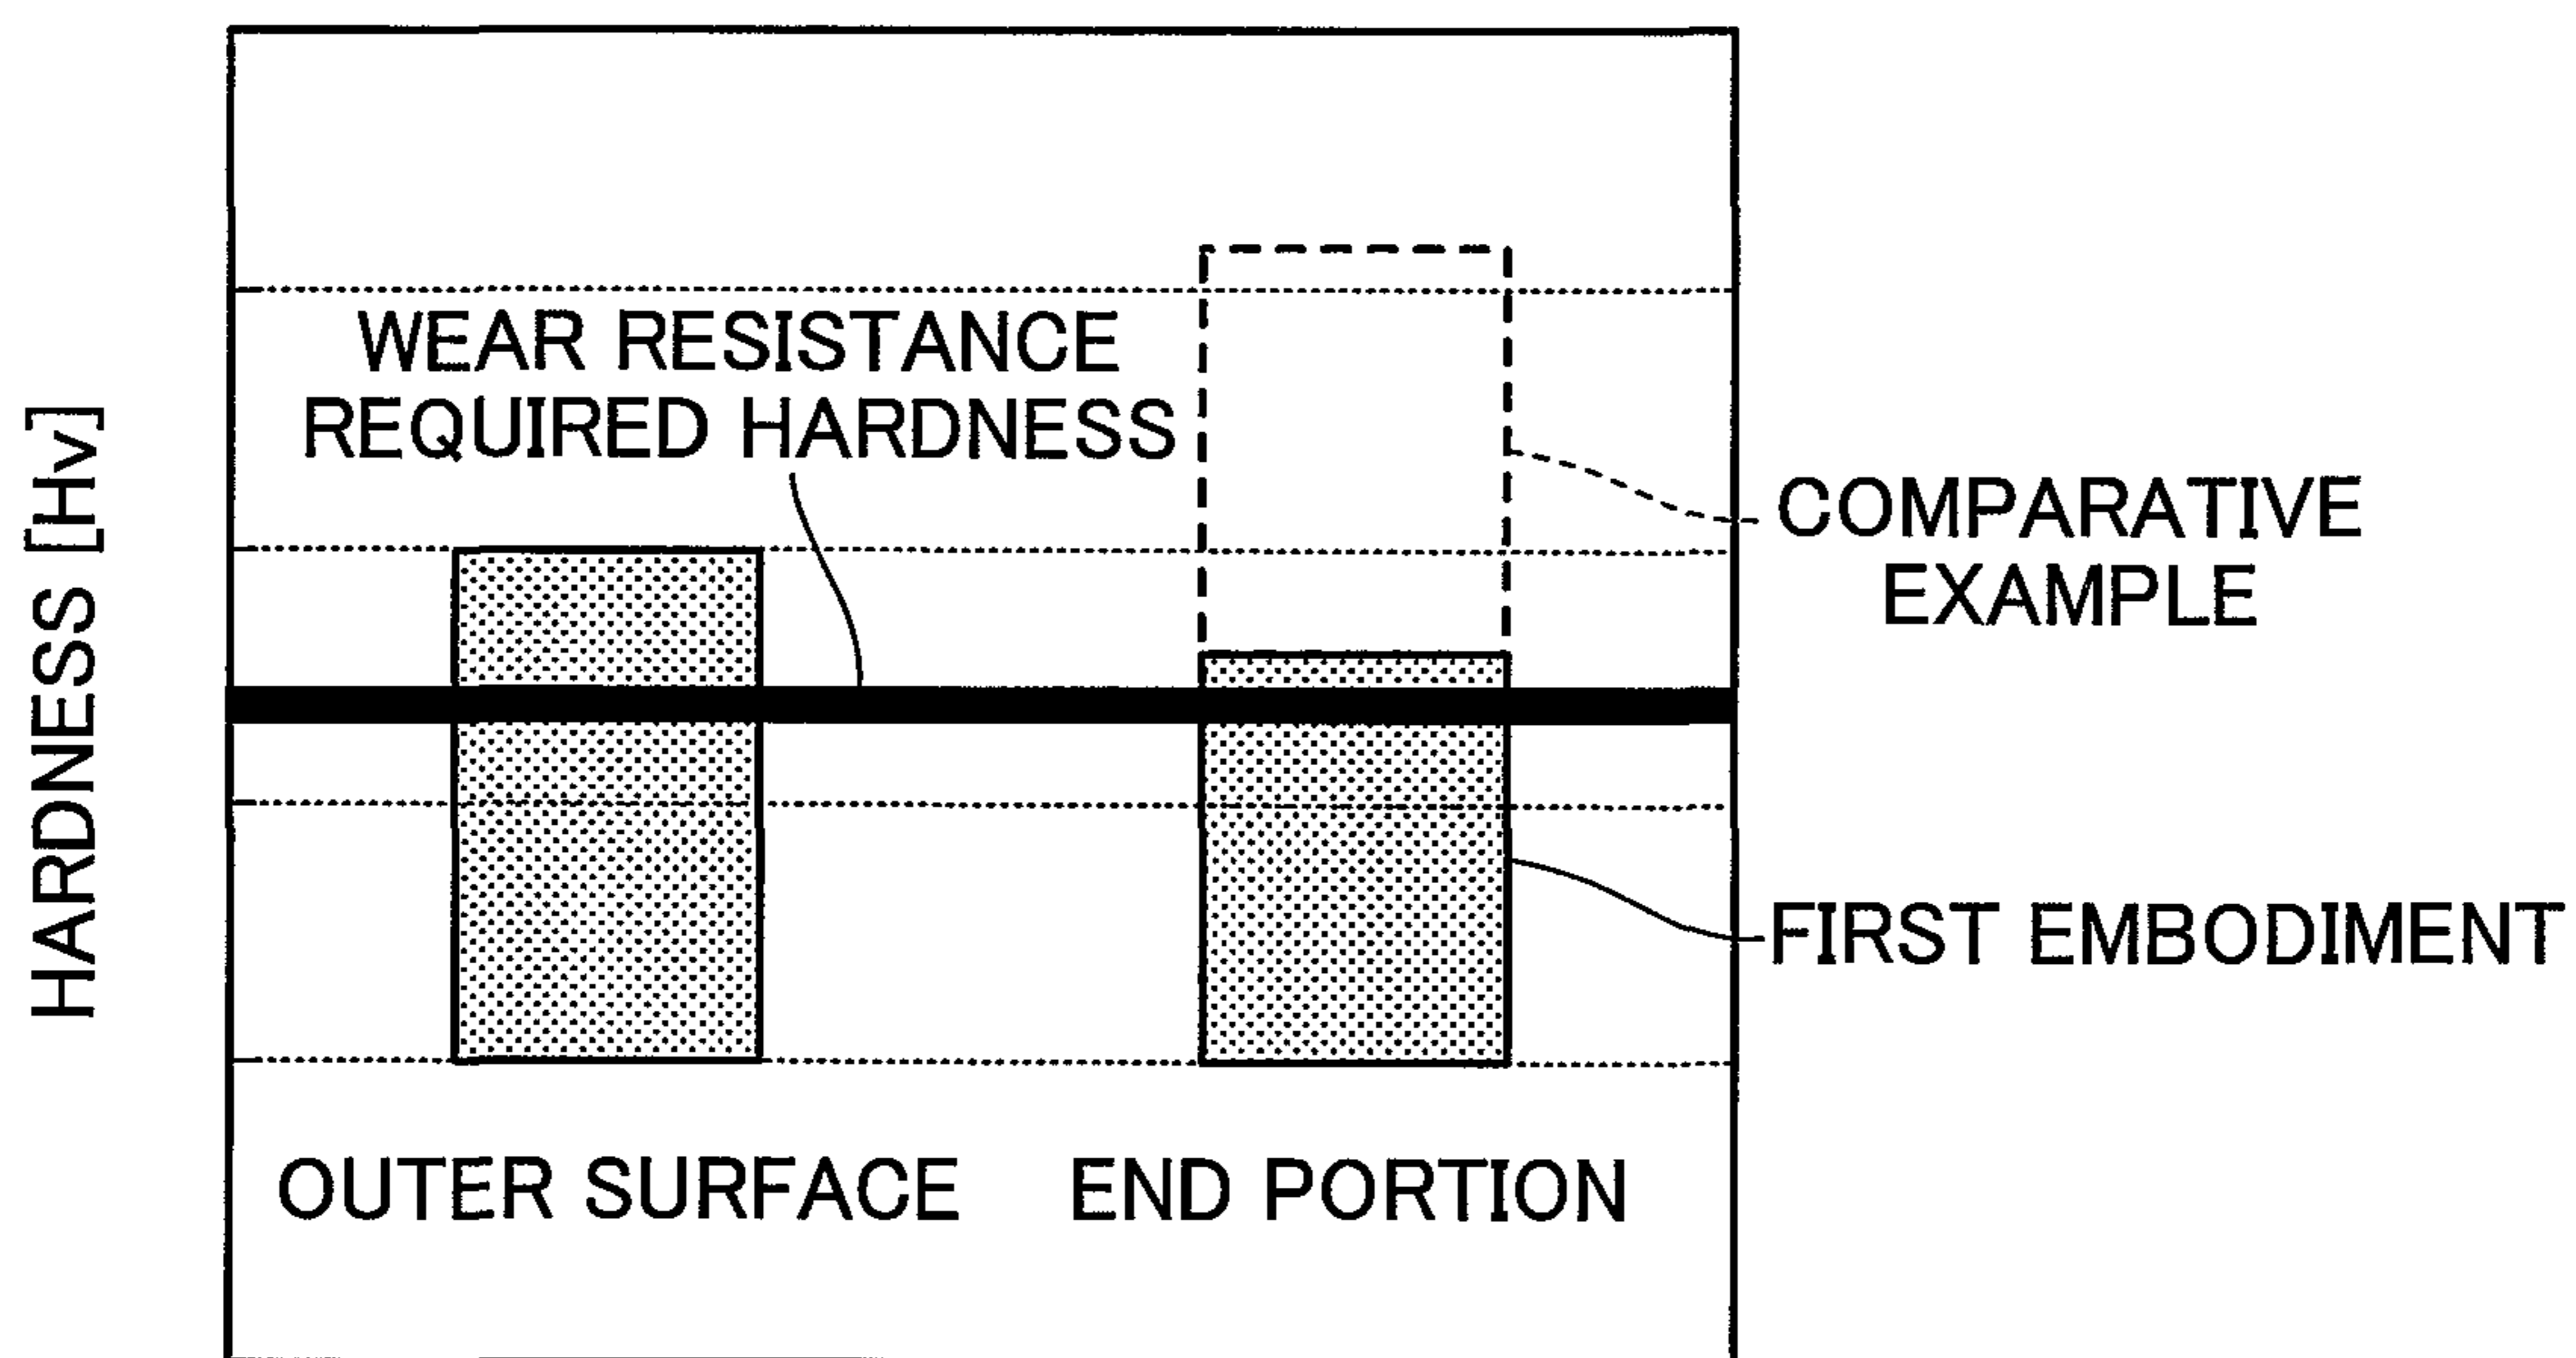 HARDNESS [Hv]
WEAR RESISTANCE
REQUIRED HARDNESS
COMPARATIVE
EXAMPLE
FIRST EMBODIMENT
OUTER SURFACE
END PORTION